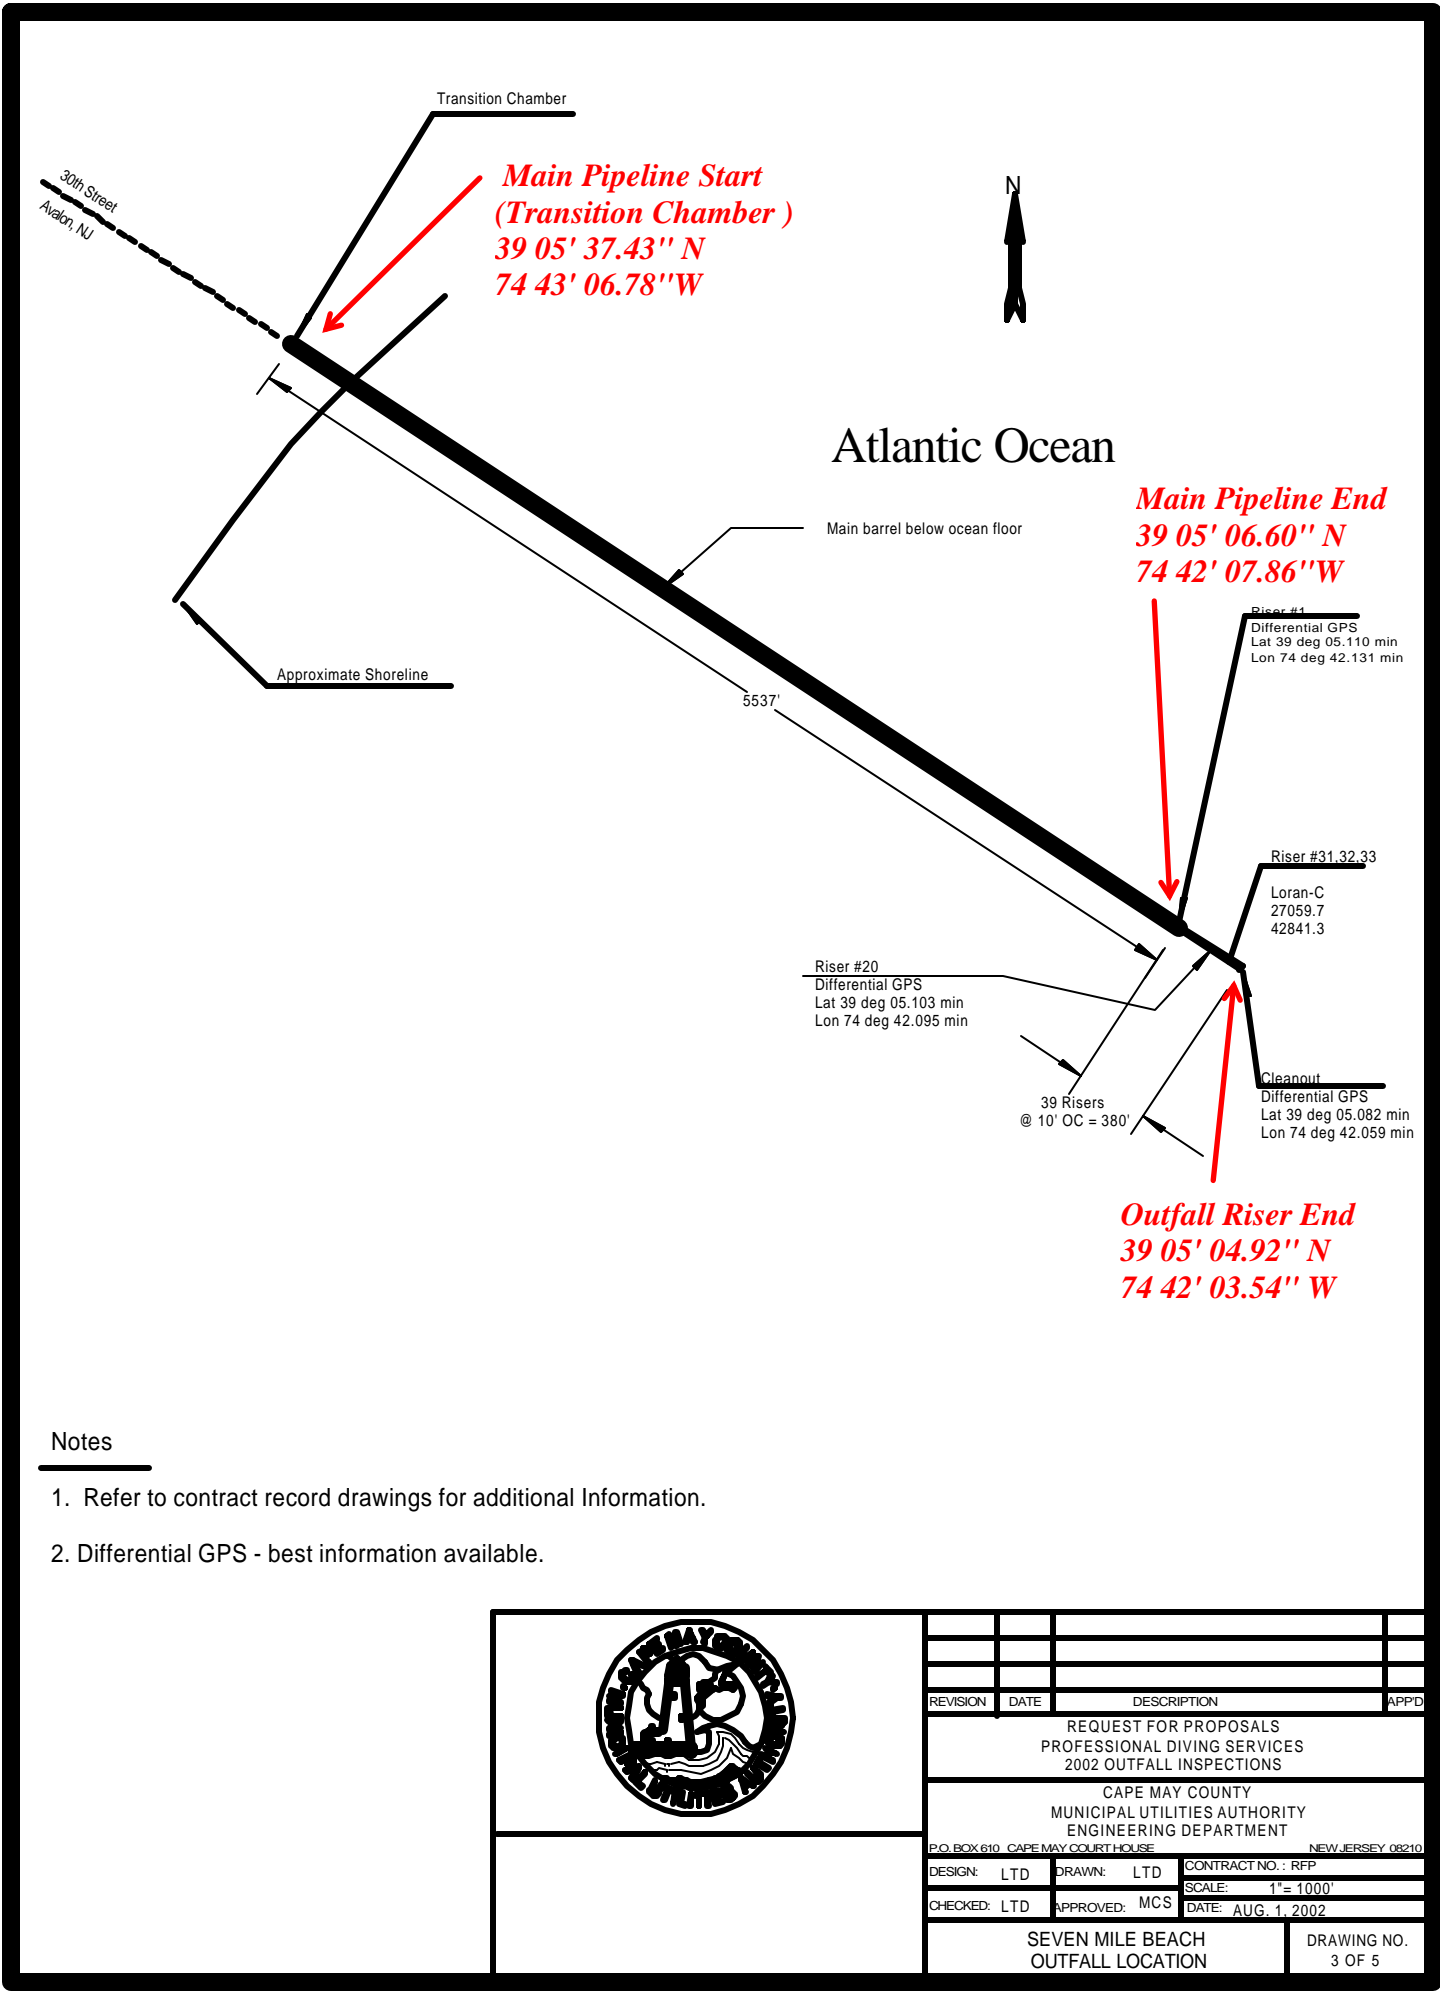 Transition Chamber
30th Street
Avalon, NJ
Main Pipeline Start
(Transition Chamber )
39 05' 37.43'' N
74 43' 06.78''W
N
Atlantic Ocean
Main Pipeline End
39 05' 06.60'' N
74 42' 07.86''W
Main barrel below ocean floor
Riser #1
Differential GPS
Lat 39 deg 05.110 min
Lon 74 deg 42.131 min
Approximate Shoreline
5537'
Riser #31,32,33
Loran-C
27059.7
42841.3
Riser #20
Differential GPS
Lat 39 deg 05.103 min
Lon 74 deg 42.095 min
39 Risers
@ 10' OC = 380'
Cleanout
Differential GPS
Lat 39 deg 05.082 min
Lon 74 deg 42.059 min
Outfall Riser End
39 05' 04.92'' N
74 42' 03.54'' W
Notes
1. Refer to contract record drawings for additional Information.
2. Differential GPS - best information available.
CAPE MAY COUNTY
MUNICIPAL UTILITIES AUTHORITY
REVISION DATE DESCRIPTION APP'D
REQUEST FOR PROPOSALS
PROFESSIONAL DIVING SERVICES
2002 OUTFALL INSPECTIONS
CAPE MAY COUNTY
MUNICIPAL UTILITIES AUTHORITY
ENGINEERING DEPARTMENT
P.O. BOX 610 CAPE MAY COURT HOUSE NEW JERSEY 08210
DESIGN: LTD DRAWN: LTD CONTRACT NO. : RFP
SCALE: 1"= 1000'
CHECKED: LTD APPROVED: MCS DATE: AUG. 1, 2002
SEVEN MILE BEACH
OUTFALL LOCATION
DRAWING NO.
3 OF 5